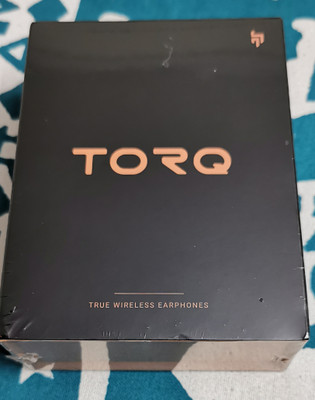 TORQ
TRUE WIRELESS EARPHONES